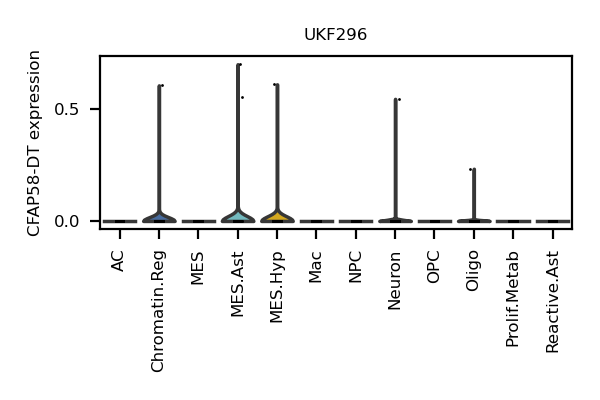 UKF296
CFAP58-DT expression
0.5
0.0
AC
Chromatin.Reg
MES
MES.Ast
MES.Hyp
Mac
NPC
Neuron
OPC
Oligo
Prolif.Metab
Reactive.Ast